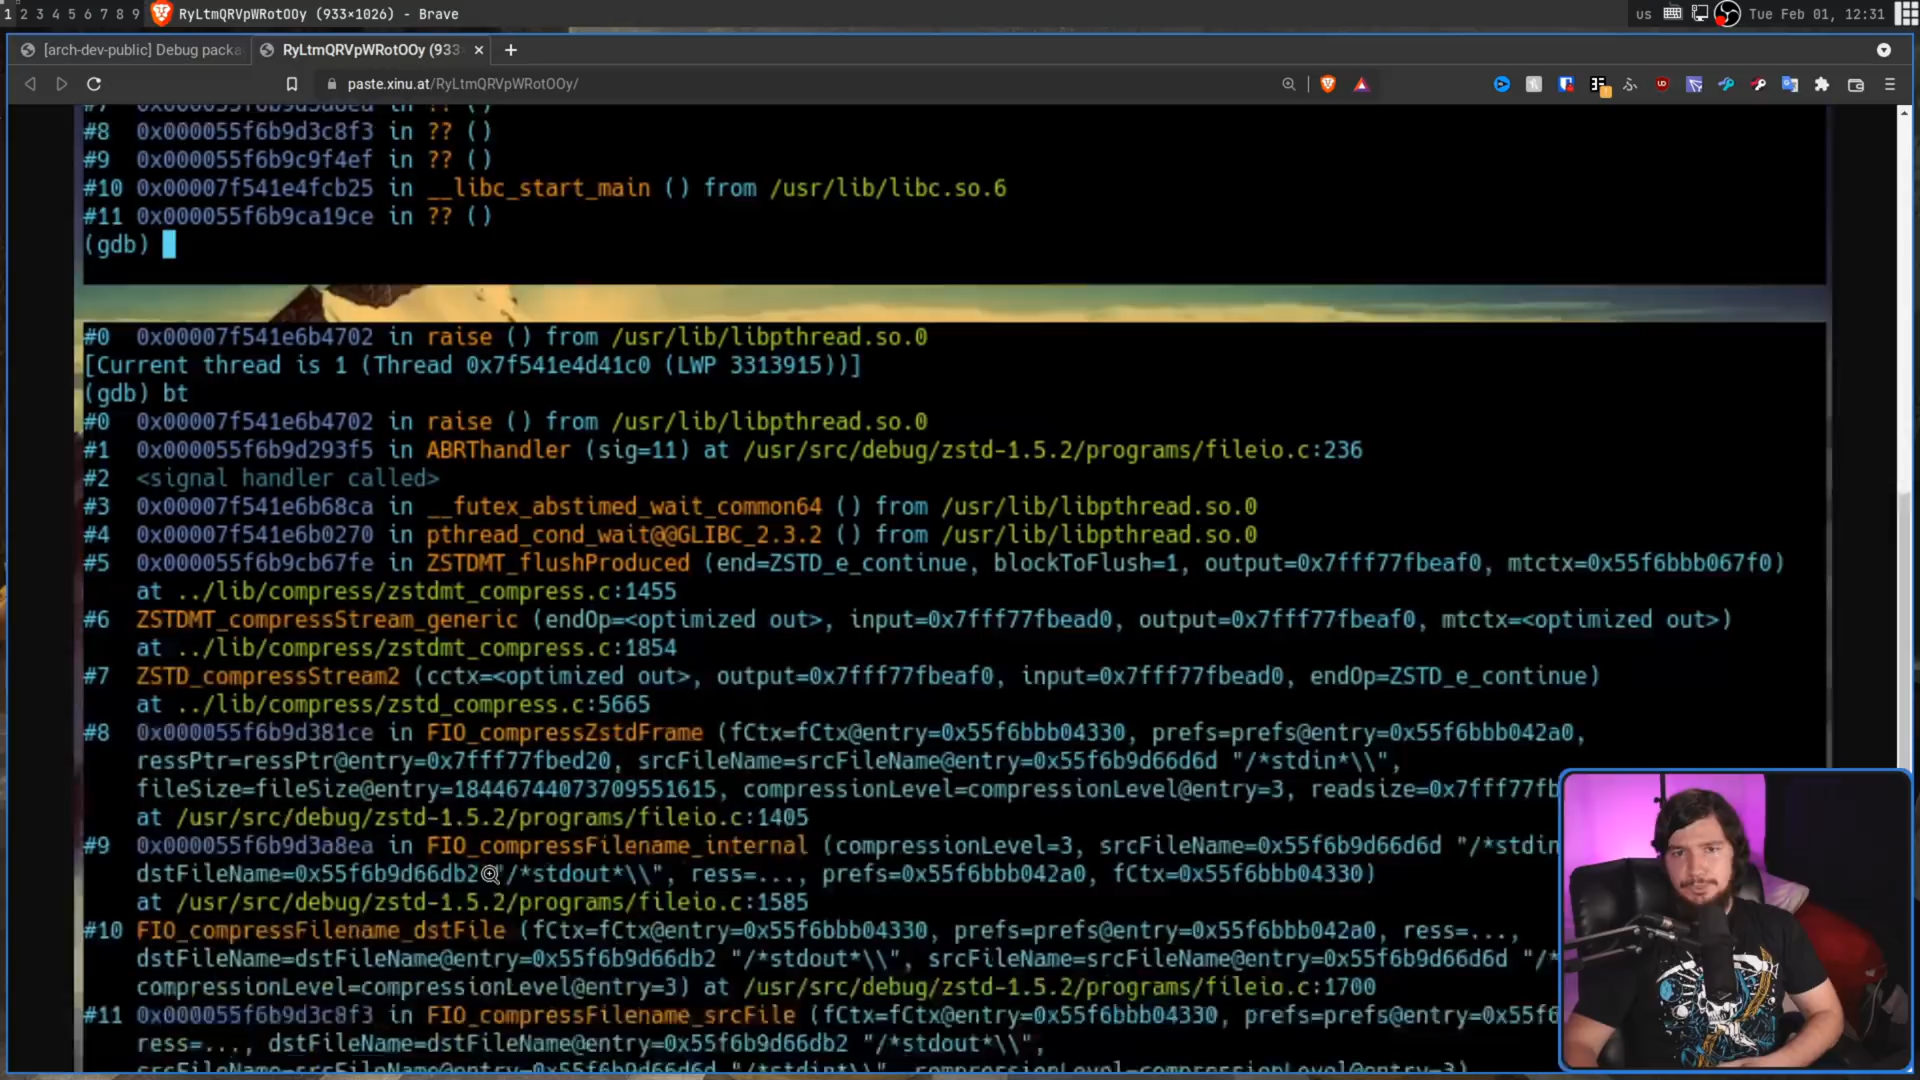 1 2 3 4 5 6 7 8 9 RyLtmQRVpWRotOOy (933×1026) - Brave
us Tue Feb 01, 12:31
[arch-dev-public] Debug packa
RyLtmQRVpWRotOOy (933
paste.xinu.at/RyLtmQRVpWRotOOy/
#8 0x000055f6b9d3c8f3 in ?? ()
#9 0x000055f6b9c9f4ef in ?? ()
#10 0x00007f541e4fcb25 in __libc_start_main () from /usr/lib/libc.so.6
#11 0x000055f6b9ca19ce in ?? ()
(gdb)
#0 0x00007f541e6b4702 in raise () from /usr/lib/libpthread.so.0
[Current thread is 1 (Thread 0x7f541e4d41c0 (LWP 3313915))]
(gdb) bt
#0 0x00007f541e6b4702 in raise () from /usr/lib/libpthread.so.0
#1 0x000055f6b9d293f5 in ABRThandler (sig=11) at /usr/src/debug/zstd-1.5.2/programs/fileio.c:236
#2 <signal handler called>
#3 0x00007f541e6b68ca in __futex_abstimed_wait_common64 () from /usr/lib/libpthread.so.0
#4 0x00007f541e6b0270 in pthread_cond_wait@@GLIBC_2.3.2 () from /usr/lib/libpthread.so.0
#5 0x000055f6b9cb67fe in ZSTDMT_flushProduced (end=ZSTD_e_continue, blockToFlush=1, output=0x7fff77fbeaf0, mtctx=0x55f6bbb067f0)
at ../lib/compress/zstdmt_compress.c:1455
#6 ZSTDMT_compressStream_generic (endOp=<optimized out>, input=0x7fff77fbead0, output=0x7fff77fbeaf0, mtctx=<optimized out>)
at ../lib/compress/zstdmt_compress.c:1854
#7 ZSTD_compressStream2 (cctx=<optimized out>, output=0x7fff77fbeaf0, input=0x7fff77fbead0, endOp=ZSTD_e_continue)
at ../lib/compress/zstd_compress.c:5665
#8 0x000055f6b9d381ce in FIO_compressZstdFrame (fCtx=fCtx@entry=0x55f6bbb04330, prefs=prefs@entry=0x55f6bbb042a0,
ressPtr=ressPtr@entry=0x7fff77fbed20, srcFileName=srcFileName@entry=0x55f6b9d66d6d "/*stdin*\\",
fileSize=fileSize@entry=18446744073709551615, compressionLevel=compressionLevel@entry=3, readsize=0x7fff77fb
at /usr/src/debug/zstd-1.5.2/programs/fileio.c:1405
#9 0x000055f6b9d3a8ea in FIO_compressFilename_internal (compressionLevel=3, srcFileName=0x55f6b9d66d6d "/*stdin
dstFileName=0x55f6b9d66db2 "/*stdout*\\", ress=..., prefs=0x55f6bbb042a0, fCtx=0x55f6bbb04330)
at /usr/src/debug/zstd-1.5.2/programs/fileio.c:1585
#10 FIO_compressFilename_dstFile (fCtx=fCtx@entry=0x55f6bbb04330, prefs=prefs@entry=0x55f6bbb042a0, ress=...,
dstFileName=dstFileName@entry=0x55f6b9d66db2 "/*stdout*\\", srcFileName=srcFileName@entry=0x55f6b9d66d6d "/*
compressionLevel=compressionLevel@entry=3) at /usr/src/debug/zstd-1.5.2/programs/fileio.c:1700
#11 0x000055f6b9d3c8f3 in FIO_compressFilename_srcFile (fCtx=fCtx@entry=0x55f6bbb04330, prefs=prefs@entry=0x55f6
ress=..., dstFileName=dstFileName@entry=0x55f6b9d66db2 "/*stdout*\\",